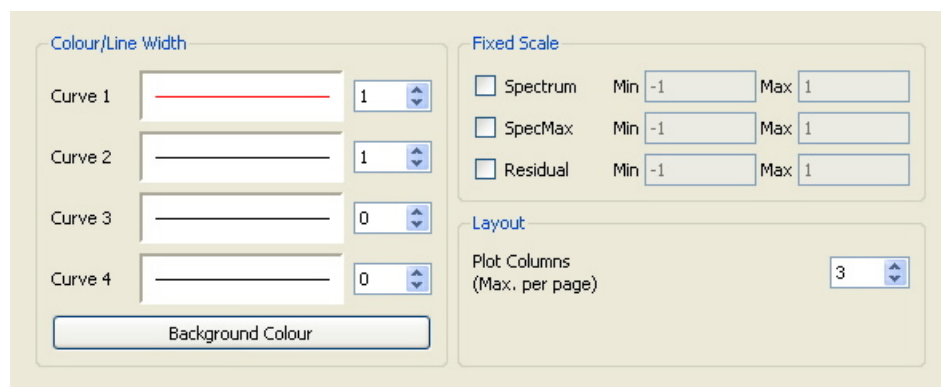 Colour/Line Width
Curve 1
1
Curve 2
1
Curve 3
0
Curve 4
0
Background Colour
Fixed Scale
Spectrum Min -1 Max 1
SpecMax Min -1 Max 1
Residual Min -1 Max 1
Layout
Plot Columns
(Max. per page)
3